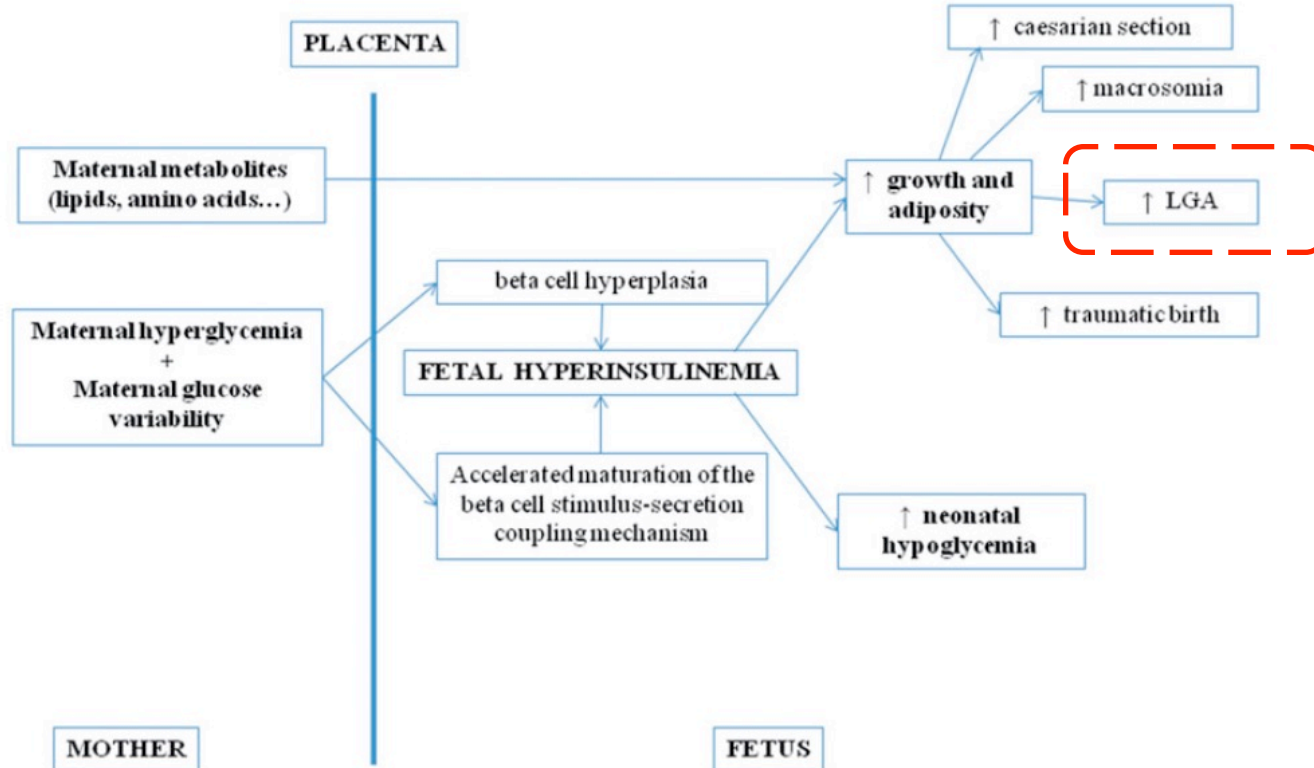 PLACENTA
↑ caesarian section
↑ macrosomia
Maternal metabolites
(lipids, amino acids...)
↑ growth and
adiposity
↑ LGA
beta cell hyperplasia
↑ traumatic birth
Maternal hyperglycemia
+
Maternal glucose
variability
FETAL HYPERINSULINEMIA
Accelerated maturation of the
beta cell stimulus-secretion
coupling mechanism
↑ neonatal
hypoglycemia
MOTHER
FETUS